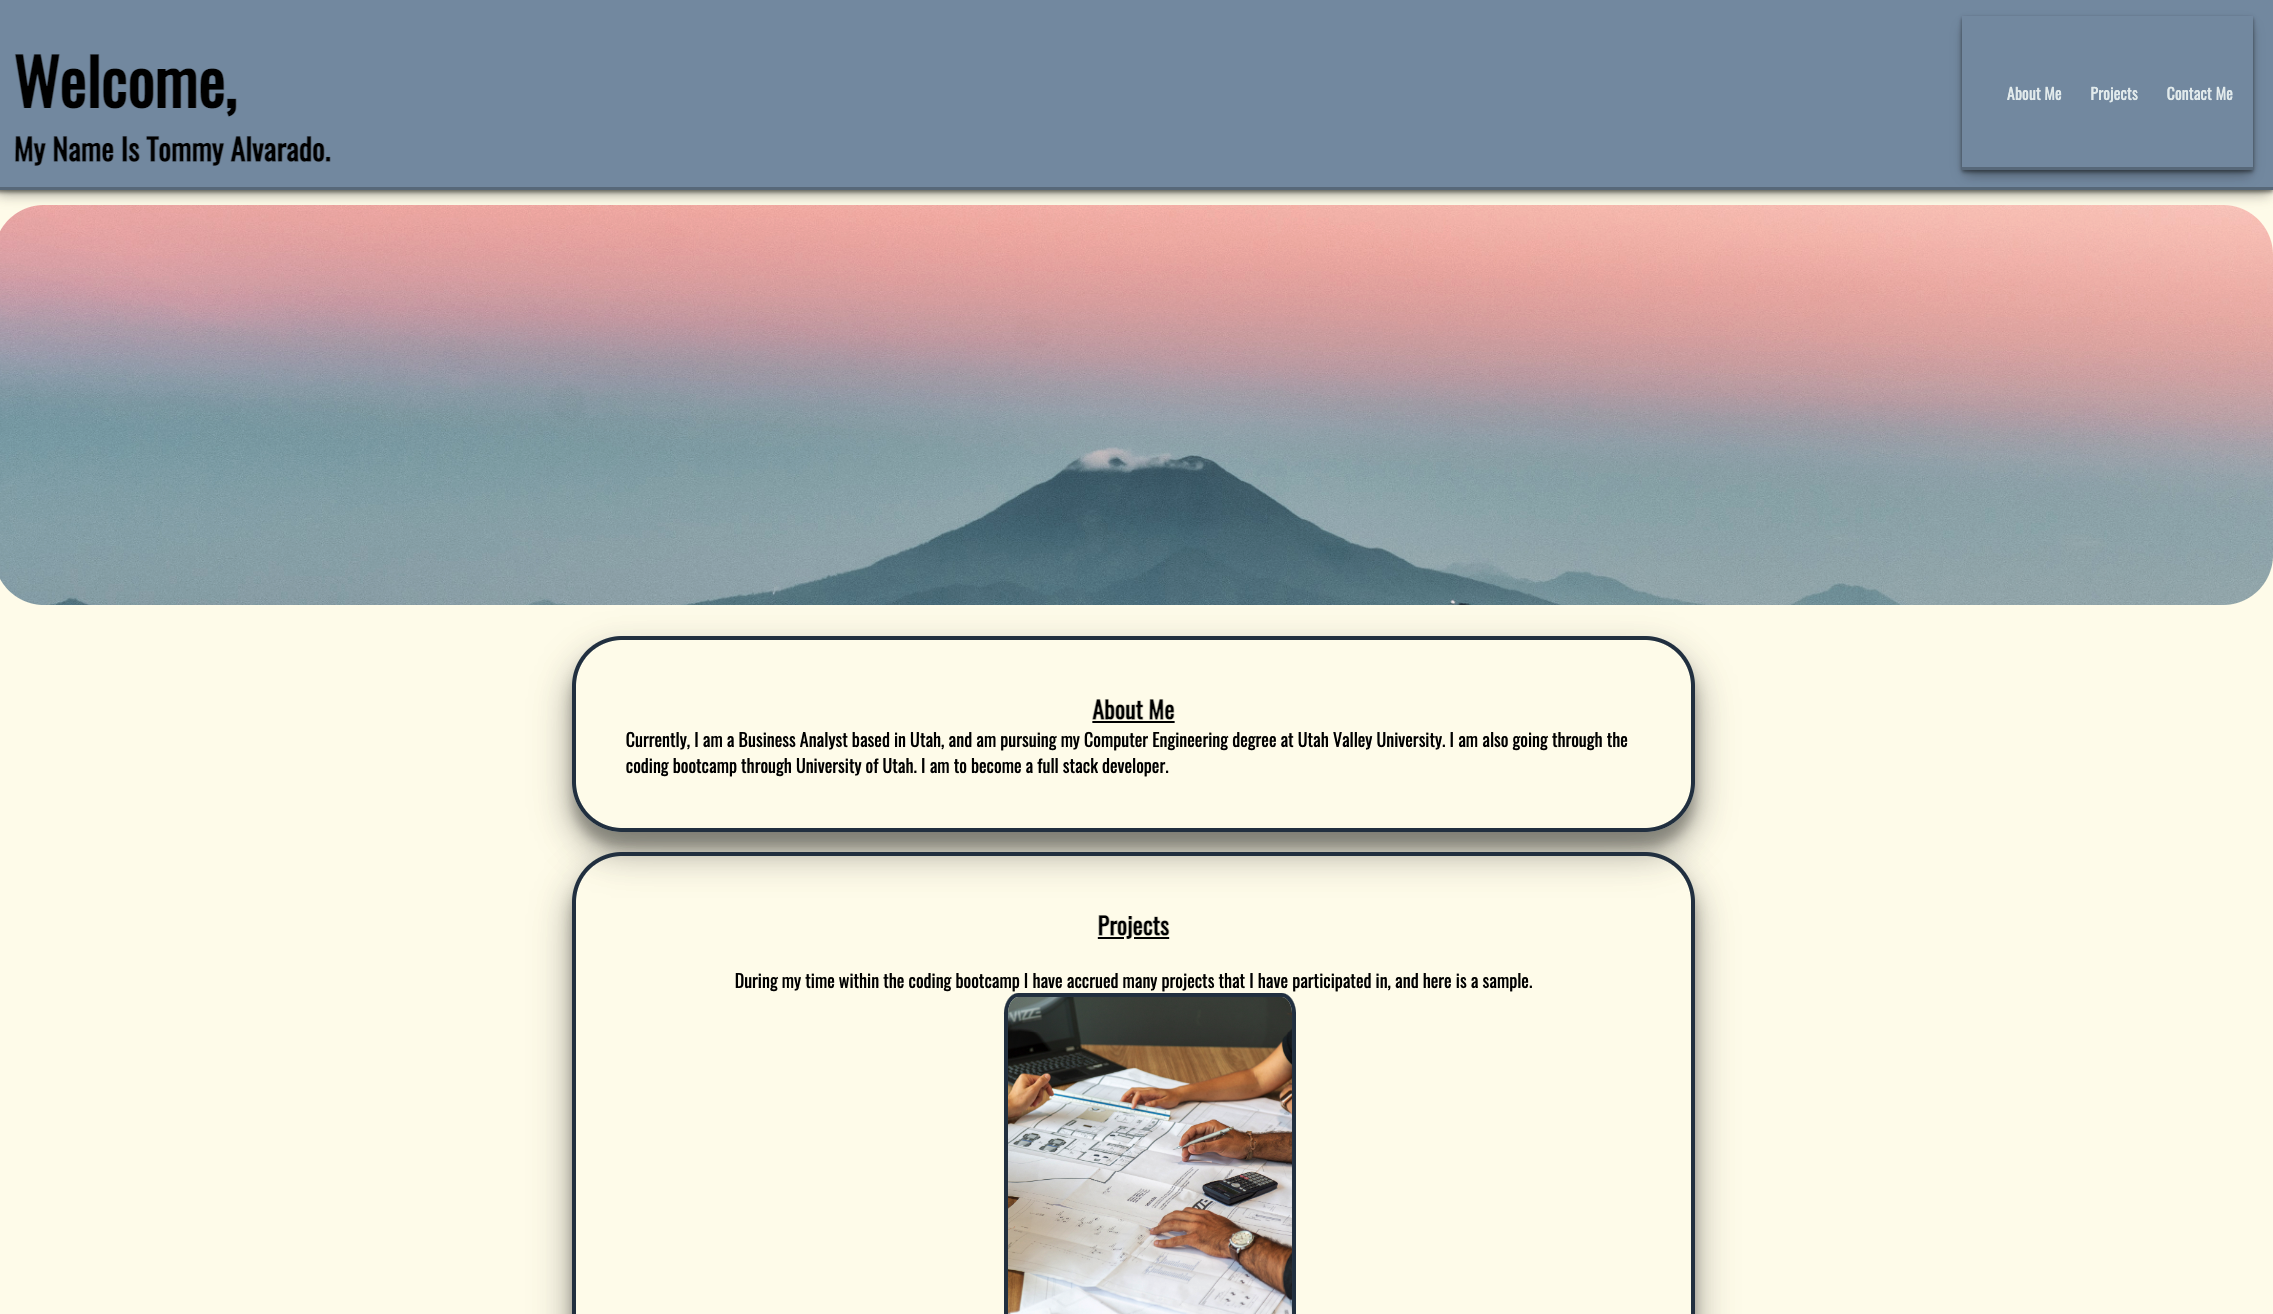 Welcome,
My Name Is Tommy Alvarado.
About Me Projects Contact Me
About Me
Currently, I am a Business Analyst based in Utah, and am pursuing my Computer Engineering degree at Utah Valley University. I am also going through the
coding bootcamp through University of Utah. I am to become a full stack developer.
Projects
During my time within the coding bootcamp I have accrued many projects that I have participated in, and here is a sample.